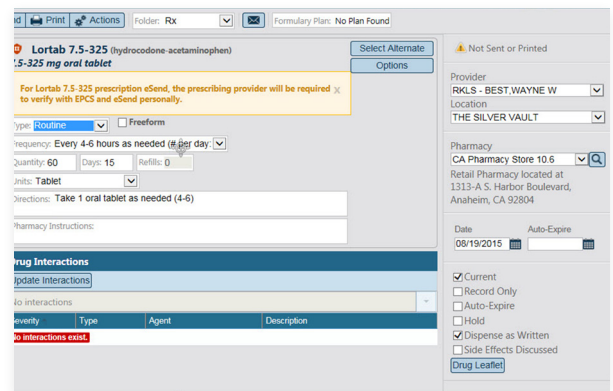 nd Print Actions Folder: Rx Formulary Plan: No Plan Found
Lortab 7.5-325 (hydrocodone-acetaminophen)
7.5-325 mg oral tablet
Select Alternate
Options
For Lortab 7.5-325 prescription eSend, the prescribing provider will be required x
to verify with EPCS and eSend personally.
Type: Routine Freeform
Frequency: Every 4-6 hours as needed (# per day:
Quantity: 60 Days: 15 Refills: 0
Units: Tablet
Directions: Take 1 oral tablet as needed (4-6)
Pharmacy Instructions:
Drug Interactions
Update Interactions
No interactions
Severity Type Agent Description
No interactions exist.
Not Sent or Printed
Provider
RKLS - BEST,WAYNE W
Location
THE SILVER VAULT
Pharmacy
CA Pharmacy Store 10.6
Retail Pharmacy located at
1313-A S. Harbor Boulevard,
Anaheim, CA 92804
Date Auto-Expire
08/19/2015
Current
Record Only
Auto-Expire
Hold
Dispense as Written
Side Effects Discussed
Drug Leaflet